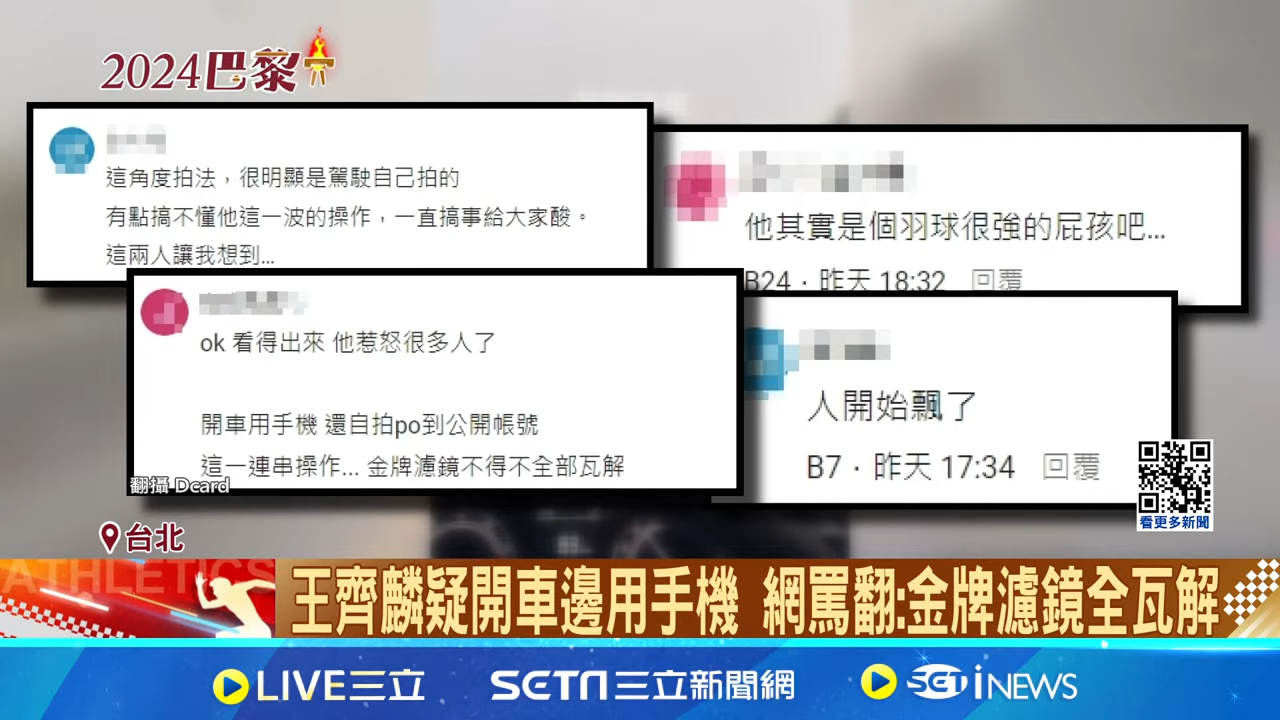 2024巴黎
這角度拍法，很明顯是駕駛自己拍的
有點搞不懂他這一波的操作，一直搞事給大家酸。
這兩人讓我想到...
他其實是個羽球很強的屁孩吧...
B24．昨天 18:32 回覆
ok 看得出來 他惹怒很多人了
開車用手機 還自拍po到公開帳號
這一連串操作... 金牌濾鏡不得不全部瓦解
翻攝 Dcard
人開始飄了
B7．昨天 17:34 回覆
看更多新聞
台北
ATHLETICS
王齊麟疑開車邊用手機 網罵翻:金牌濾鏡全瓦解
LIVE三立
SETN三立新聞網
SETiNEWS